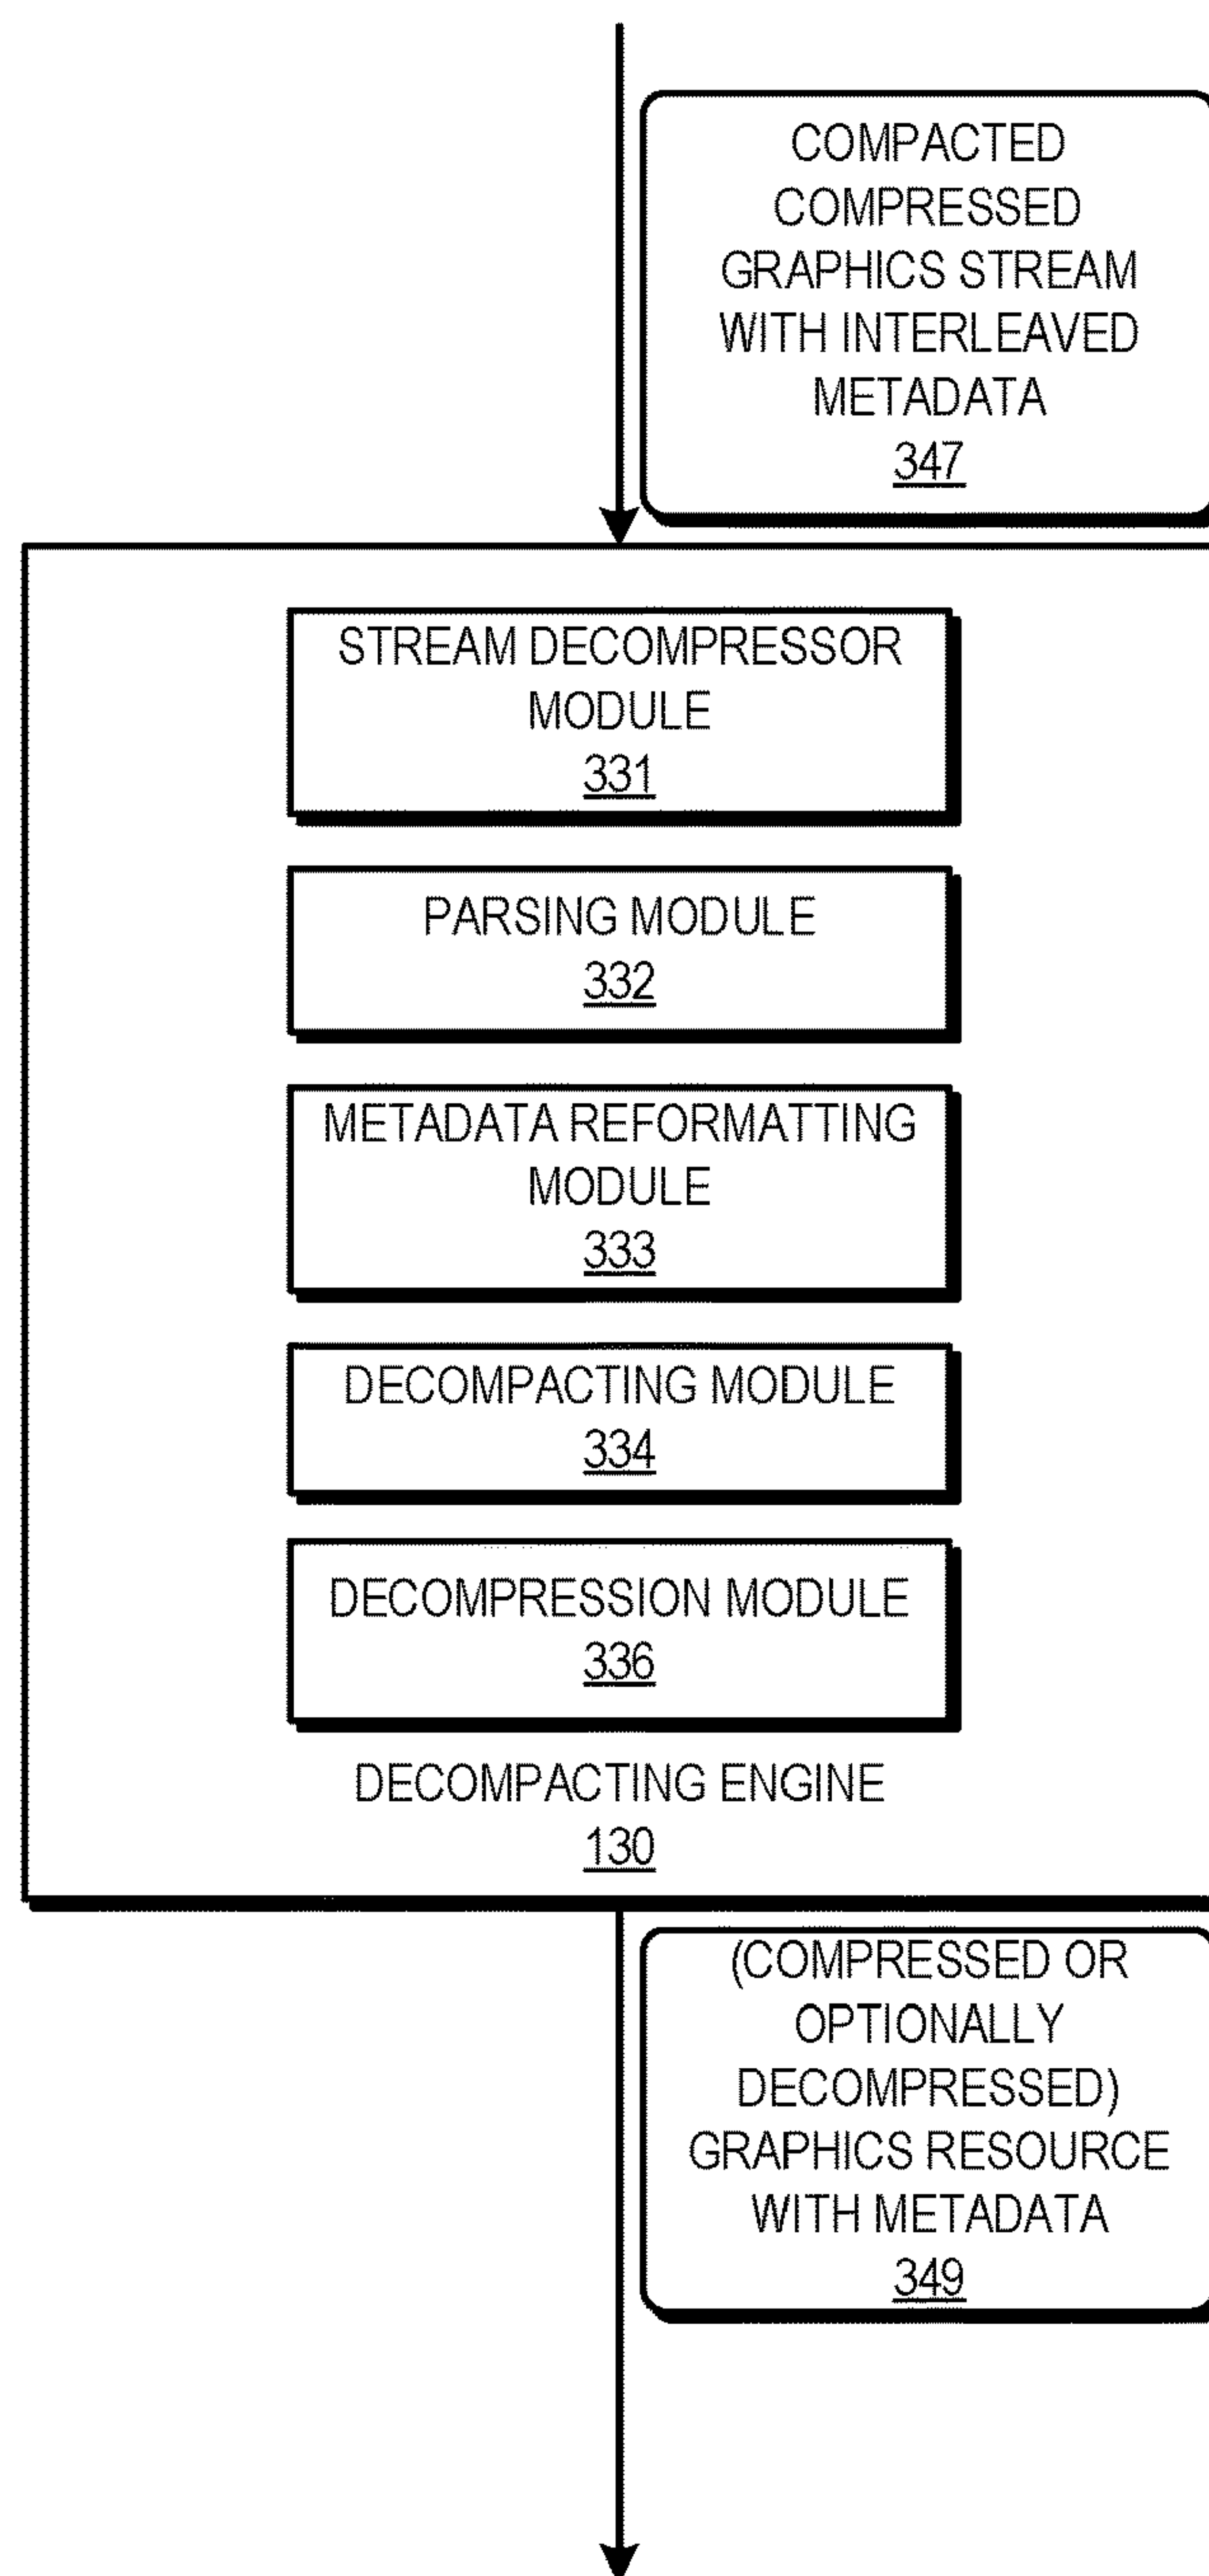 COMPACTED
COMPRESSED
GRAPHICS STREAM
WITH INTERLEAVED
METADATA
347
STREAM DECOMPRESSOR
MODULE
331
PARSING MODULE
332
METADATA REFORMATTING
MODULE
333
DECOMPACTING MODULE
334
DECOMPRESSION MODULE
336
DECOMPACTING ENGINE
130
(COMPRESSED OR
OPTIONALLY
DECOMPRESSED)
GRAPHICS RESOURCE
WITH METADATA
349